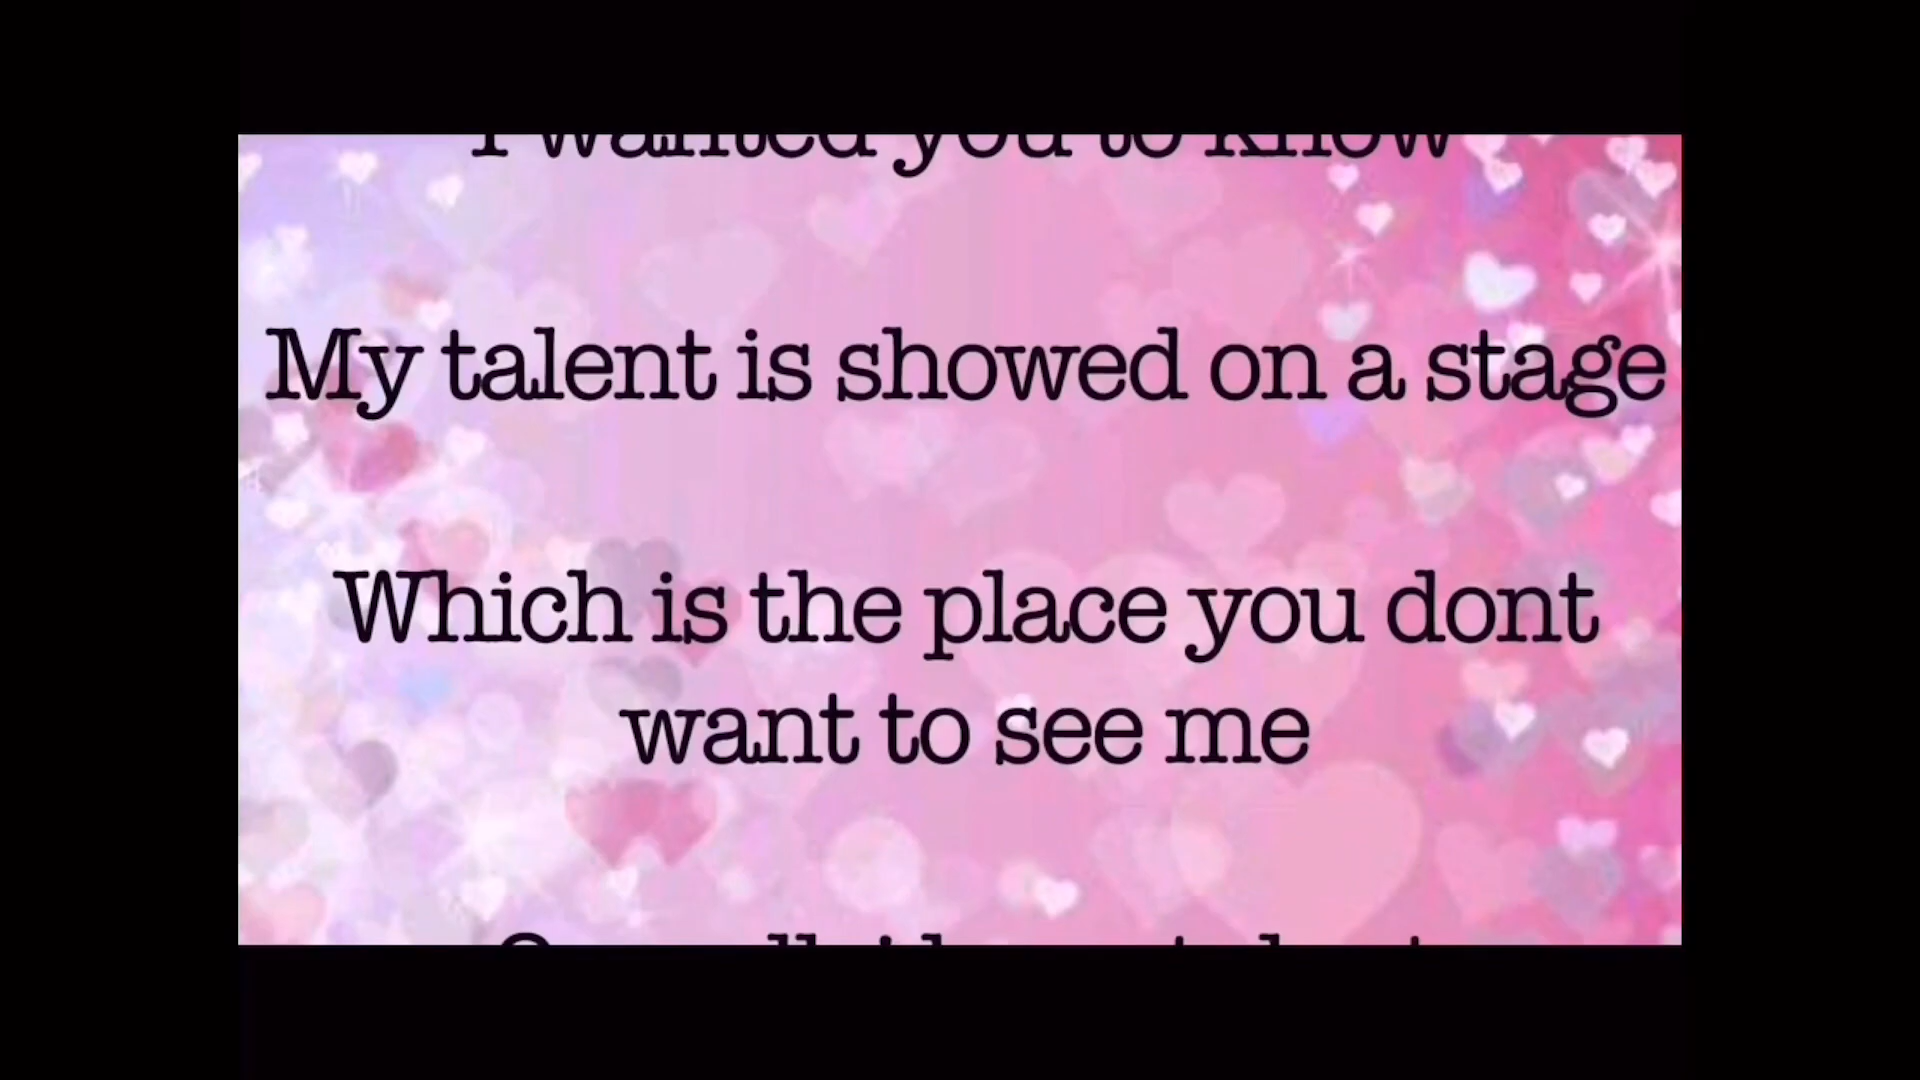 I wanted you to know
My talent is showed on a stage
Which is the place you dont
want to see me